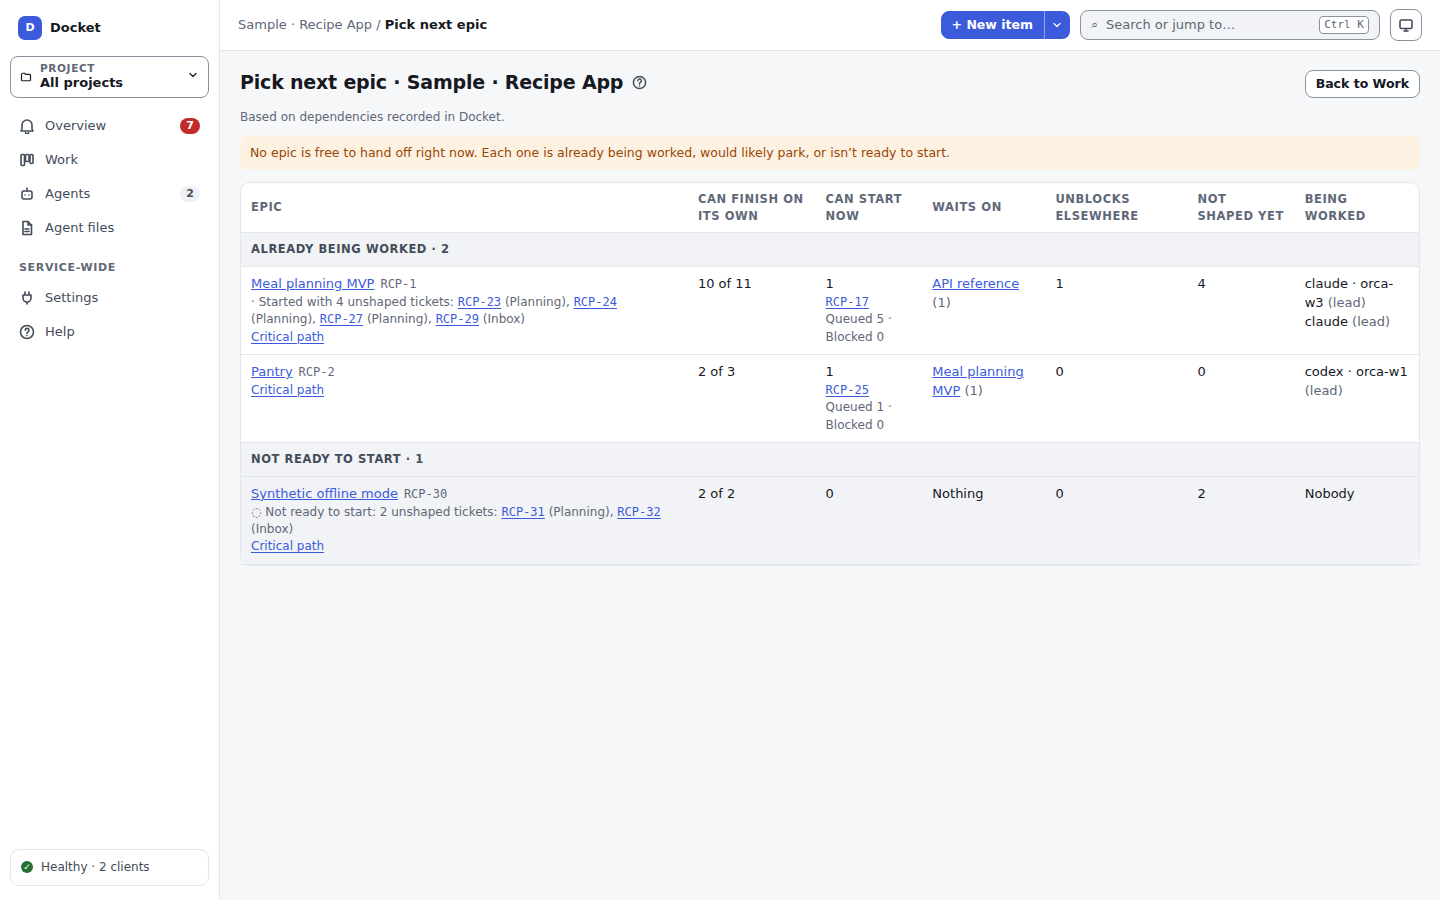 D Docket
PROJECT
All projects
Overview 7
Work
Agents 2
Agent files
SERVICE-WIDE
Settings
Help
Healthy · 2 clients
Sample · Recipe App / Pick next epic
+ New item
Search or jump to… Ctrl K
Pick next epic · Sample · Recipe App
Back to Work
Based on dependencies recorded in Docket.
No epic is free to hand off right now. Each one is already being worked, would likely park, or isn’t ready to start.
EPIC
CAN FINISH ON
ITS OWN
CAN START
NOW
WAITS ON
UNBLOCKS
ELSEWHERE
NOT
SHAPED YET
BEING
WORKED
ALREADY BEING WORKED · 2
Meal planning MVP RCP-1
· Started with 4 unshaped tickets: RCP-23 (Planning), RCP-24
(Planning), RCP-27 (Planning), RCP-29 (Inbox)
Critical path
10 of 11
1
RCP-17
Queued 5 ·
Blocked 0
API reference
(1)
1
4
claude · orca-
w3 (lead)
claude (lead)
Pantry RCP-2
Critical path
2 of 3
1
RCP-25
Queued 1 ·
Blocked 0
Meal planning
MVP (1)
0
0
codex · orca-w1
(lead)
NOT READY TO START · 1
Synthetic offline mode RCP-30
Not ready to start: 2 unshaped tickets: RCP-31 (Planning), RCP-32
(Inbox)
Critical path
2 of 2
0
Nothing
0
2
Nobody